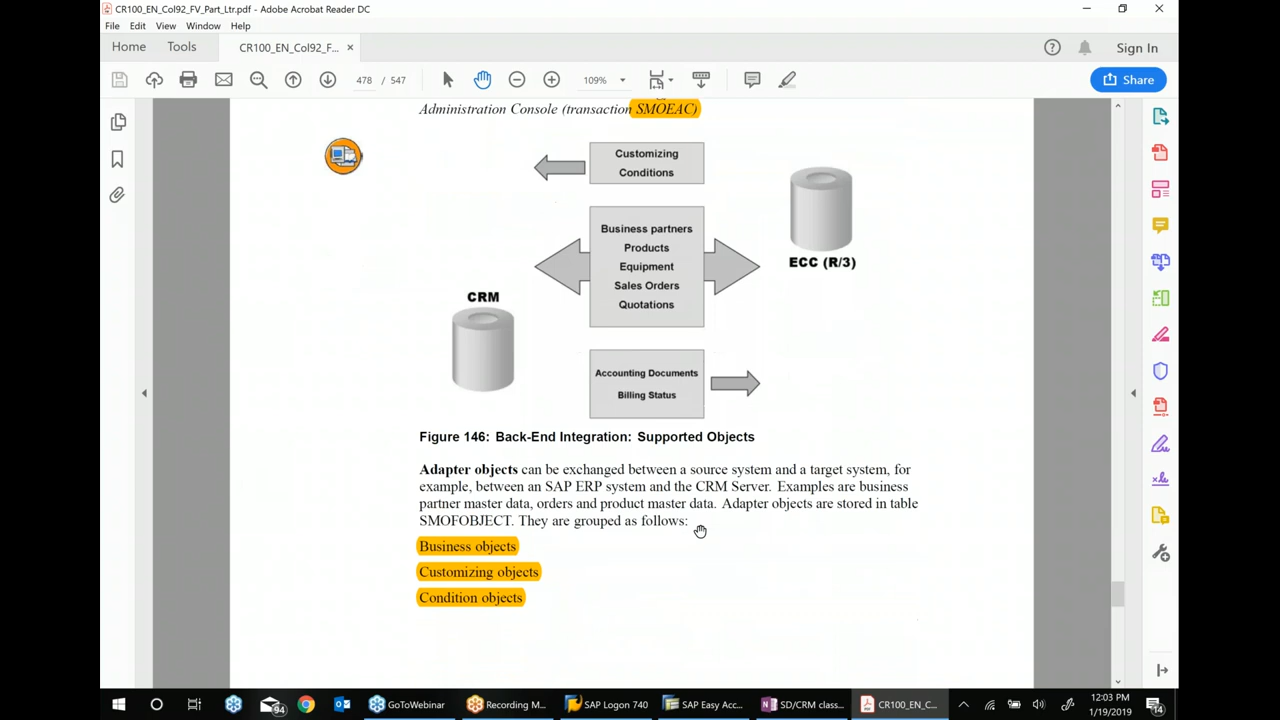 CR100_EN_Col92_FV_Part_Ltr.pdf - Adobe Acrobat Reader DC
File Edit View Window Help
Home Tools CR100_EN_Col92_F... ×
Sign In
478 / 547
109%
Share
Administration Console (transaction SMOEAC)
Customizing
Conditions
Business partners
Products
Equipment
Sales Orders
Quotations
ECC (R/3)
CRM
Accounting Documents
Billing Status
Figure 146: Back-End Integration: Supported Objects
Adapter objects can be exchanged between a source system and a target system, for
example, between an SAP ERP system and the CRM Server. Examples are business
partner master data, orders and product master data. Adapter objects are stored in table
SMOFOBJECT. They are grouped as follows:
Business objects
Customizing objects
Condition objects
94
GoToWebinar
Recording M...
SAP Logon 740
SAP Easy Acc...
SD/CRM class...
CR100_EN_C...
12:03 PM
1/19/2019
14